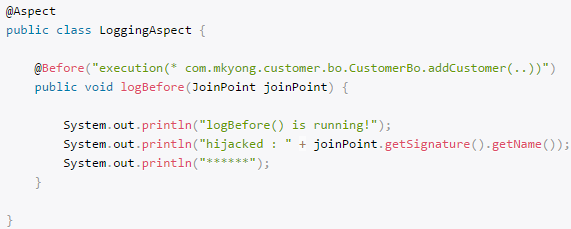 @Aspect
public class LoggingAspect {
@Before("execution(* com.mkyong.customer.bo.CustomerBo.addCustomer(..))")
public void logBefore(JoinPoint joinPoint) {
System.out.println("logBefore() is running!");
System.out.println("hijacked : " + joinPoint.getSignature().getName());
System.out.println("******");
}
}